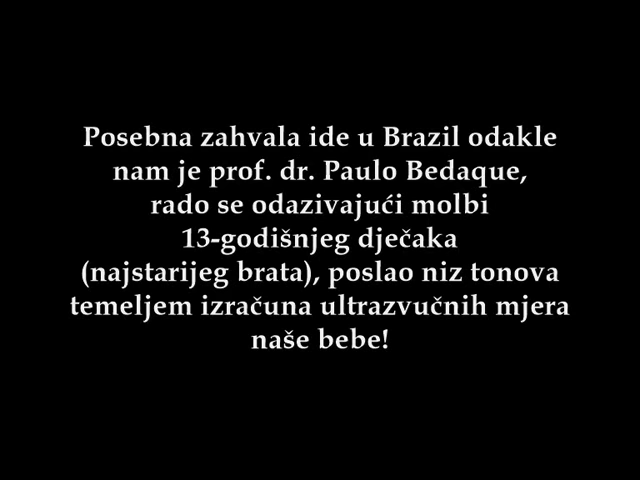 Posebna zahvala ide u Brazil odakle
nam je prof. dr. Paulo Bedaque,
rado se odazivajući molbi
13-godišnjeg dječaka
(najstarijeg brata), poslao niz tonova
temeljem izračuna ultrazvučnih mjera
naše bebe!